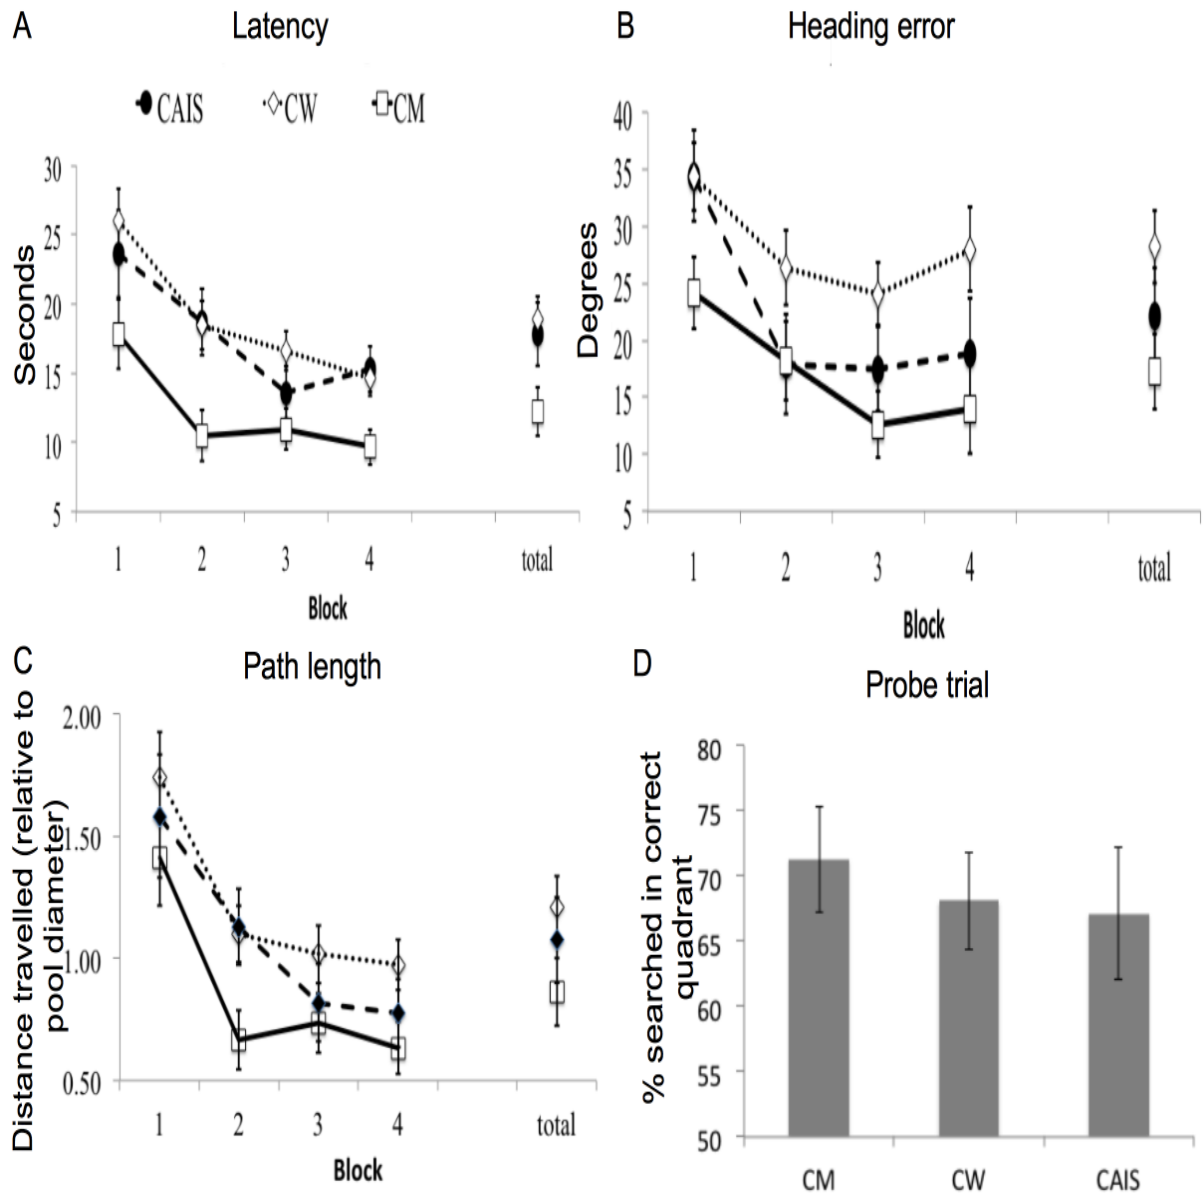 A
Latency
CAIS
CW
CM
Seconds
30
25
20
15
10
5
1
2
3
4
total
Block
B
Heading error
Degrees
40
35
30
25
20
15
10
5
1
2
3
4
total
Block
C
Path length
Distance travelled (relative to
pool diameter)
2.00
1.50
1.00
0.50
1
2
3
4
total
Block
D
Probe trial
% searched in correct
quadrant
80
75
70
65
60
55
50
CM
CW
CAIS